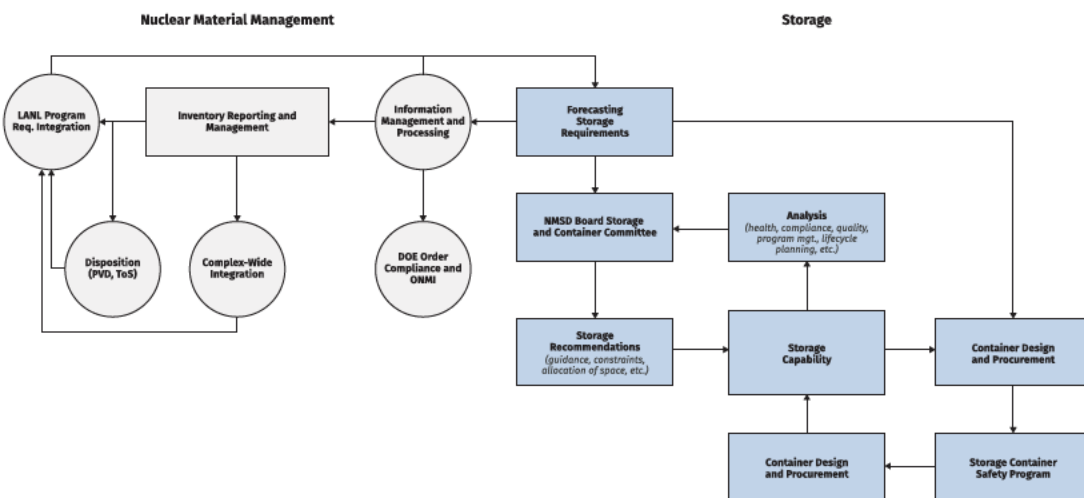 Nuclear Material Management
Storage
LANL Program
Req. Integration
Inventory Reporting and
Management
Information
Management and
Processing
Forecasting
Storage
Requirements
Disposition
(PVD, ToS)
Complex-Wide
Integration
DOE Order
Compliance and
ONMI
NMSD Board Storage
and Container Committee
Analysis
(health, compliance, quality,
program mgt., lifecycle
planning, etc.)
Storage
Recommendations
(guidance, constraints,
allocation of space, etc.)
Storage
Capability
Container Design
and Procurement
Container Design
and Procurement
Storage Container
Safety Program